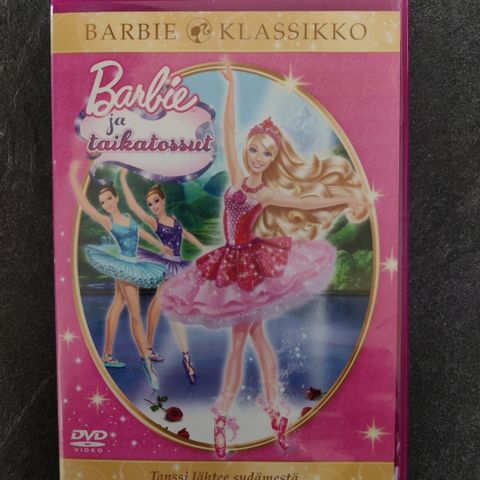 BARBIE KLASSIKKO
Barbie
ja
taikatossut
DVD
VIDEO
Tanssi lähtee sydämestä